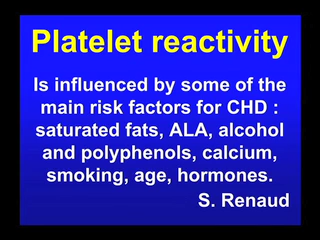 Platelet reactivity
Is influenced by some of the
main risk factors for CHD :
saturated fats, ALA, alcohol
and polyphenols, calcium,
smoking, age, hormones.
S. Renaud